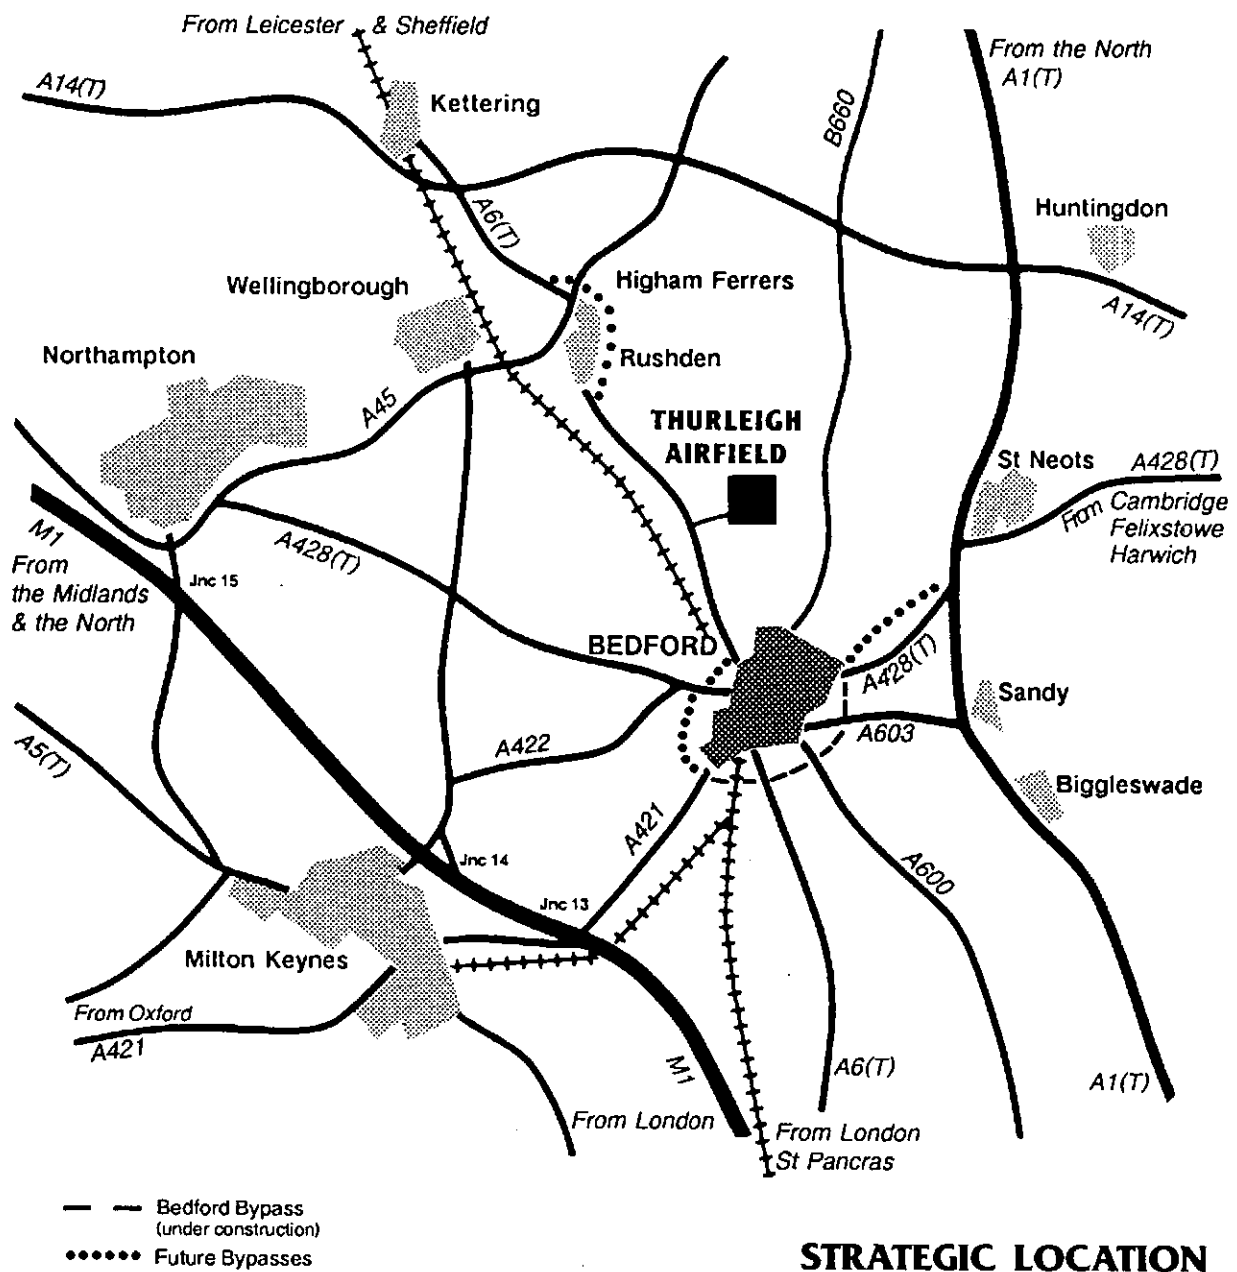 From Leicester & Sheffield
From the North
A1(T)
A14(T)
Kettering
B660
A6(T)
Huntingdon
Wellingborough
Higham Ferrers
A14(T)
Northampton
Rushden
A45
THURLEIGH
AIRFIELD
St Neots
A428(T)
From Cambridge
Felixstowe
Harwich
M1
From
the Midlands
& the North
Jnc 15
A428(T)
BEDFORD
A428(T)
Sandy
A5(T)
A422
A603
Biggleswade
A421
A600
Jnc 14
Jnc 13
Milton Keynes
From Oxford
A421
M1
A6(T)
A1(T)
From London
From London
St Pancras
Bedford Bypass
(under construction)
Future Bypasses
STRATEGIC LOCATION